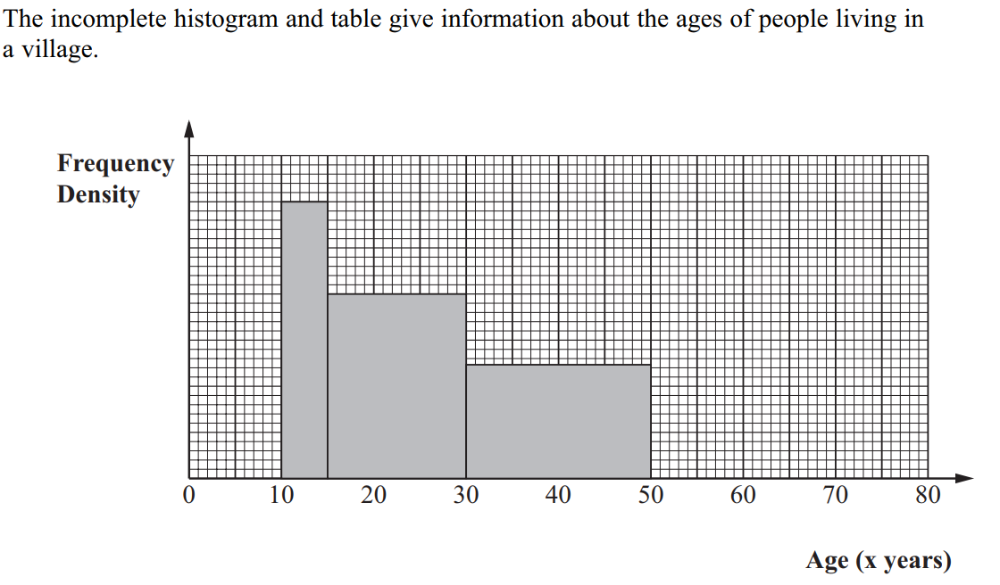 The incomplete histogram and table give information about the ages of people living in
a village.
Frequency
Density
0 10 20 30 40 50 60 70 80
Age (x years)